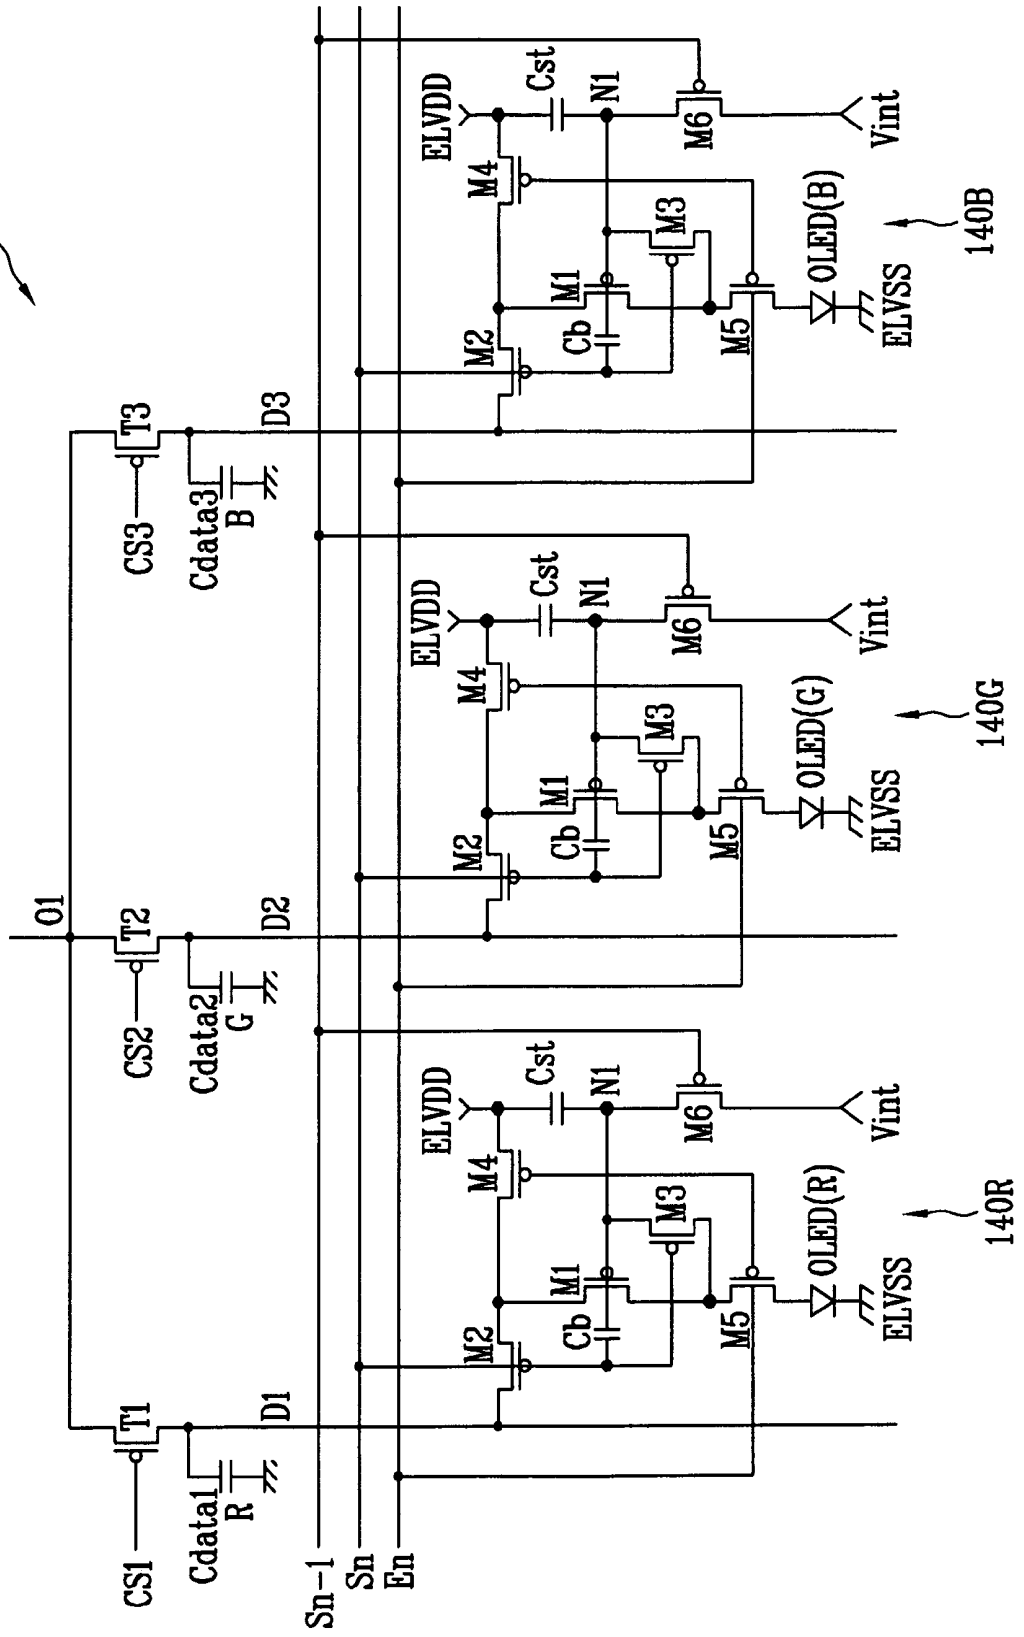 O1
CS1
T1
CS2
T2
CS3
T3
Cdata1
R
D1
Cdata2
G
D2
Cdata3
B
D3
Sn-1
Sn
En
ELVDD
M2
M4
Cst
M1
Cb
N1
M3
M6
M5
OLED(R)
ELVSS
Vint
140R
ELVDD
M2
M4
Cst
M1
Cb
N1
M3
M6
M5
OLED(G)
ELVSS
Vint
140G
ELVDD
M2
M4
Cst
M1
Cb
N1
M3
M6
M5
OLED(B)
ELVSS
Vint
140B